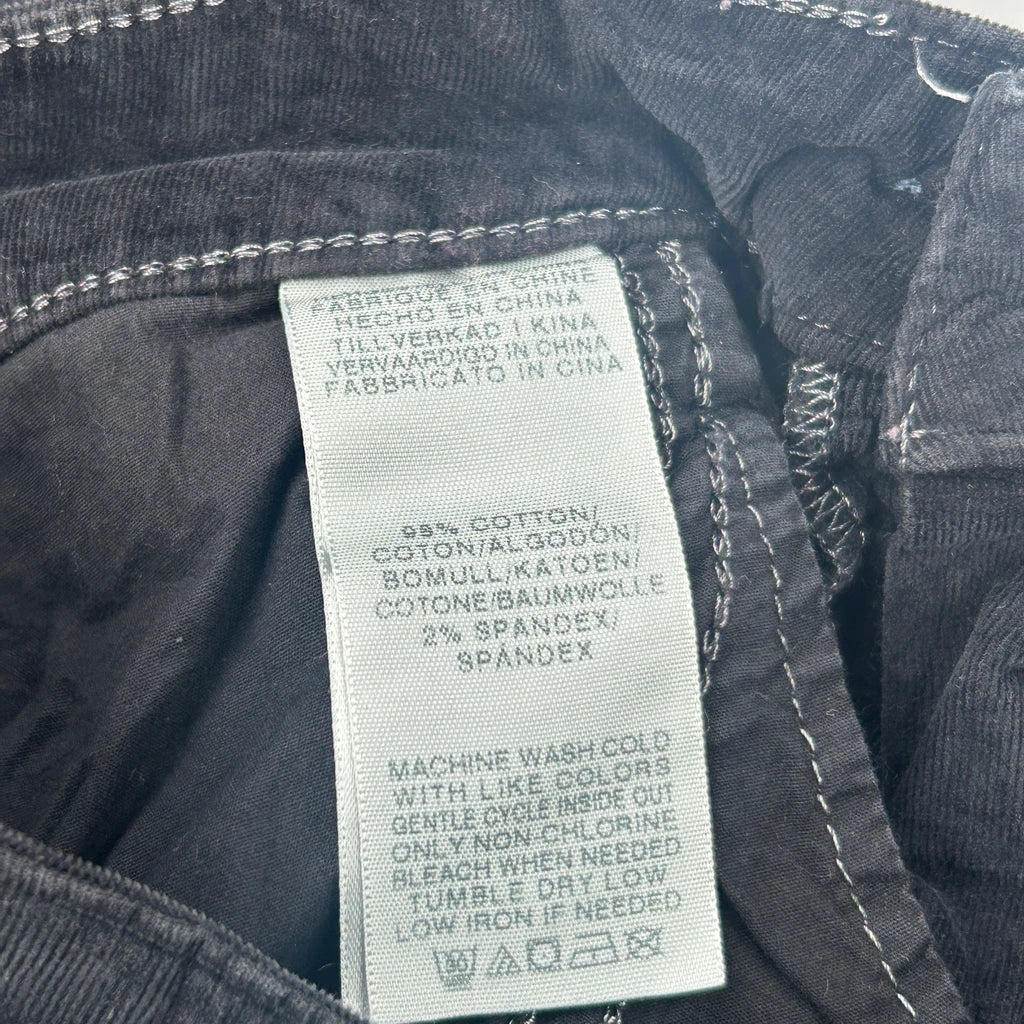 FABRIQUÉ EN CHINE
HECHO EN CHINA
TILLVERKAD I KINA
VERVAARDIGD IN CHINA
FABBRICATO IN CINA
98% COTTON/
COTON/ALGODÓN/
BOMULL/KATOEN/
COTONE/BAUMWOLLE
2% SPANDEX/
SPANDEX
MACHINE WASH COLD
WITH LIKE COLORS
GENTLE CYCLE INSIDE OUT
ONLY NON-CHLORINE
BLEACH WHEN NEEDED
TUMBLE DRY LOW
LOW IRON IF NEEDED
30